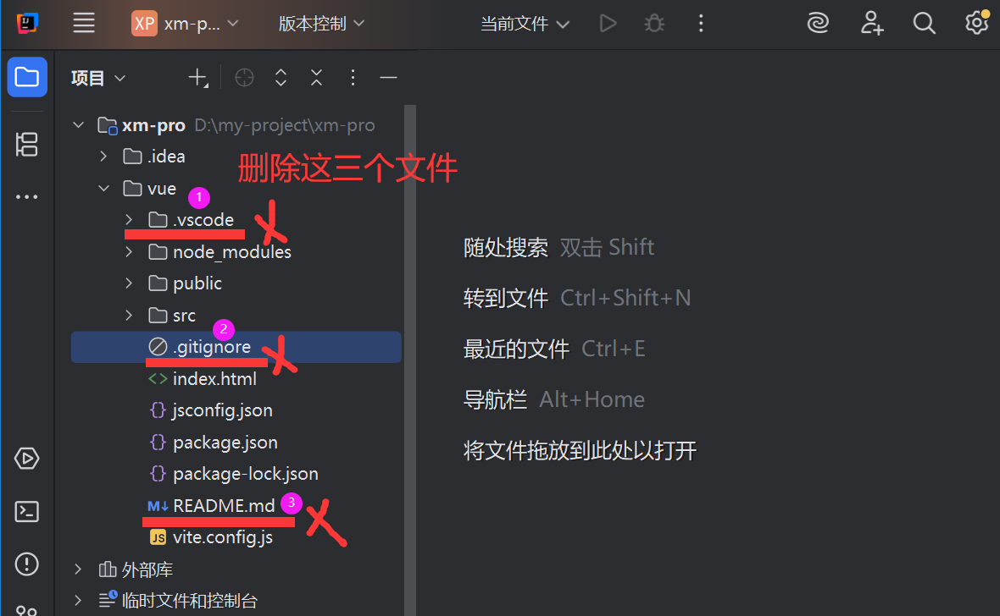 XP xm-p... 版本控制 当前文件
项目
xm-pro D:\my-project\xm-pro
.idea
删除这三个文件
vue
1
.vscode
node_modules
public
src
2
.gitignore
index.html
jsconfig.json
package.json
package-lock.json
README.md 3
vite.config.js
外部库
临时文件和控制台
随处搜索 双击 Shift
转到文件 Ctrl+Shift+N
最近的文件 Ctrl+E
导航栏 Alt+Home
将文件拖放到此处以打开